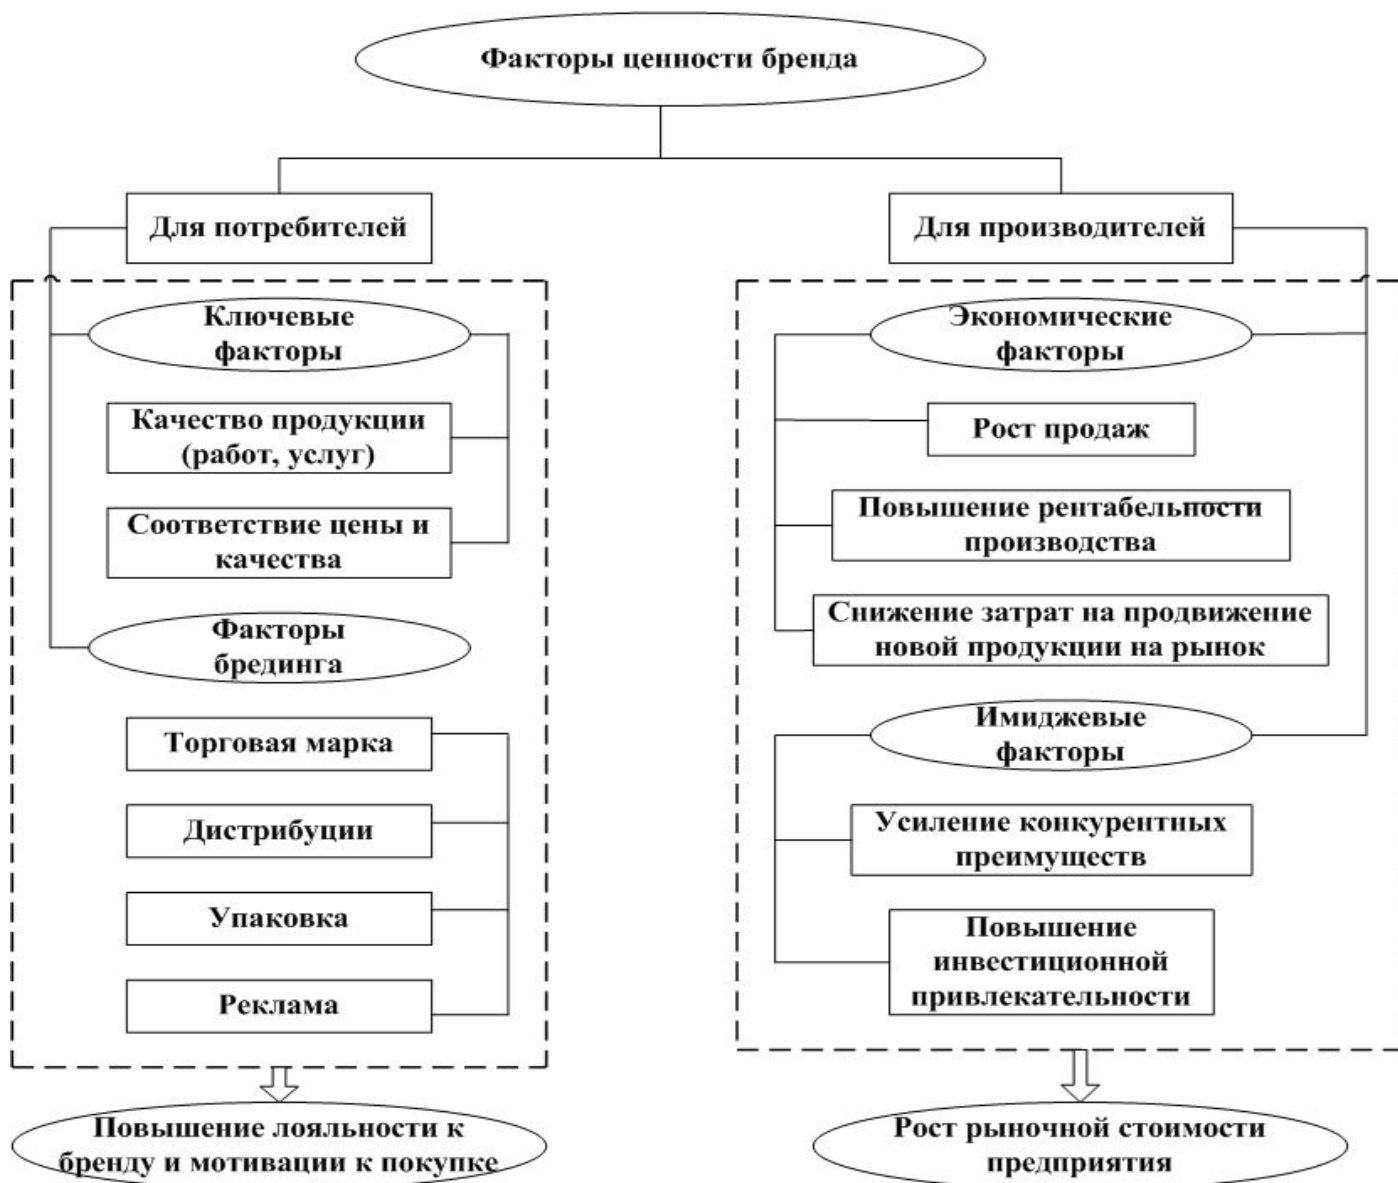 Факторы ценности бренда
Для потребителей
Ключевые
факторы
Качество продукции
(работ, услуг)
Соответствие цены и
качества
Факторы
брединга
Торговая марка
Дистрибуции
Упаковка
Реклама
Повышение лояльности к
бренду и мотивации к покупке
Для производителей
Экономические
факторы
Рост продаж
Повышение рентабельности
производства
Снижение затрат на продвижение
новой продукции на рынок
Имиджевые
факторы
Усиление конкурентных
преимуществ
Повышение
инвестиционной
привлекательности
Рост рыночной стоимости
предприятия